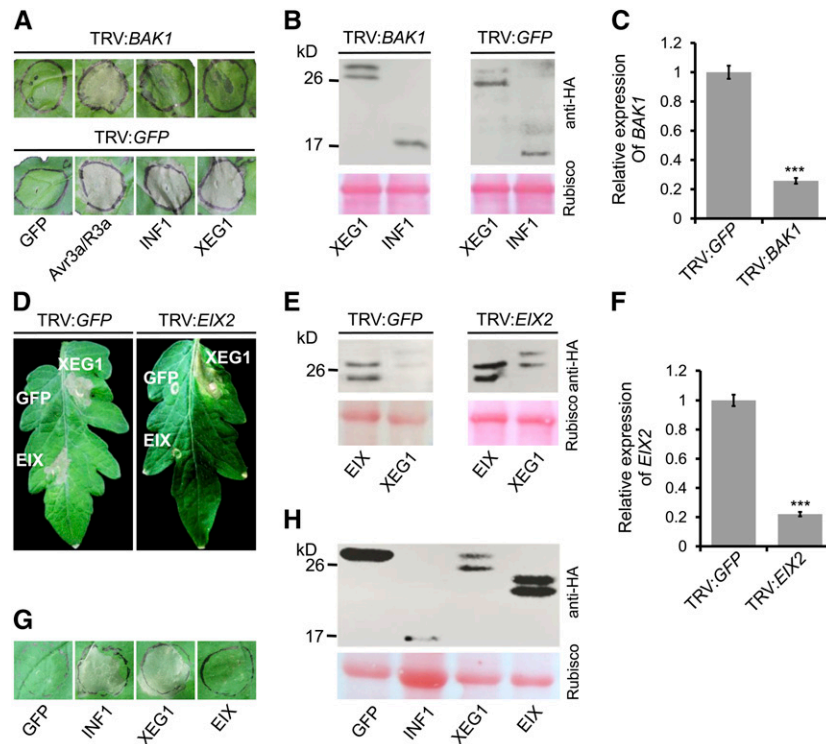 A
TRV:BAK1
TRV:GFP
GFP
Avr3a/R3a
INF1
XEG1
B
TRV:BAK1
TRV:GFP
kD
26
17
anti-HA
Rubisco
XEG1
INF1
XEG1
INF1
C
Relative expression
Of BAK1
1.2
1
0.8
0.6
0.4
0.2
0
***
TRV:GFP
TRV:BAK1
D
TRV:GFP
TRV:EIX2
XEG1
GFP
EIX
XEG1
GFP
EIX
E
TRV:GFP
TRV:EIX2
kD
26
anti-HA
Rubisco
EIX
XEG1
EIX
XEG1
F
Relative expression
of EIX2
1.2
1
0.8
0.6
0.4
0.2
0
***
TRV:GFP
TRV:EIX2
G
GFP
INF1
XEG1
EIX
H
kD
26
17
anti-HA
Rubisco
GFP
INF1
XEG1
EIX